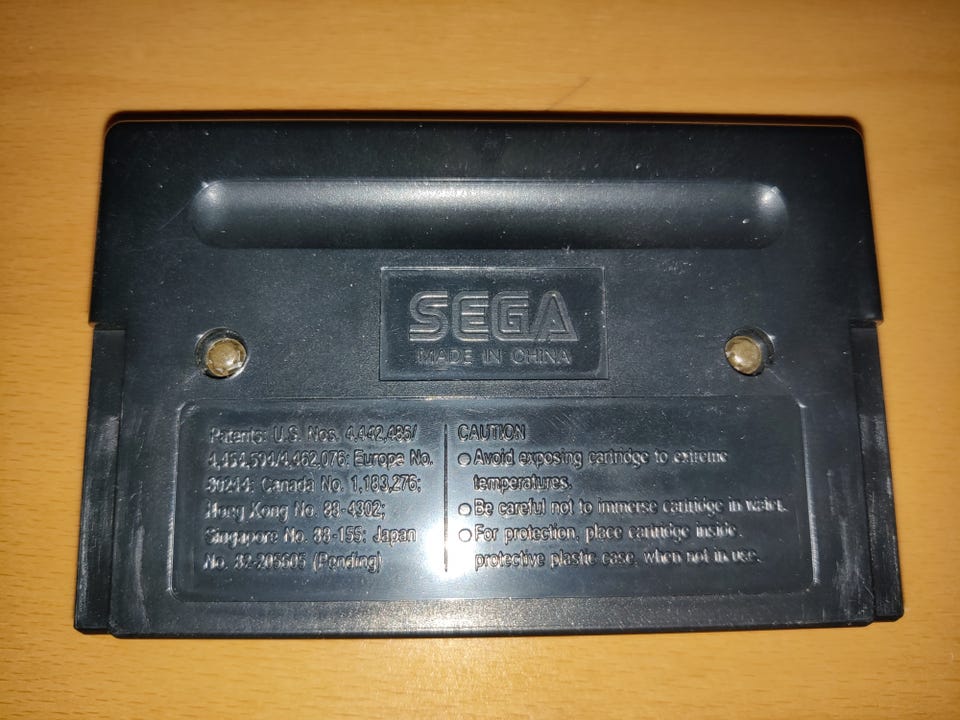 SEGA
MADE IN CHINA
Patents: U.S. Nos. 4,442,486/
4,454,594/4,462,076; Europe No.
80244; Canada No. 1,183,276;
Hong Kong No. 88-4302;
Singapore No. 88-155; Japan
No. 82-205605 (Pending)
CAUTION
● Avoid exposing cartridge to extreme
temperatures.
● Be careful not to immerse cartridge in water.
● For protection, place cartridge inside
protective plastic case, when not in use.